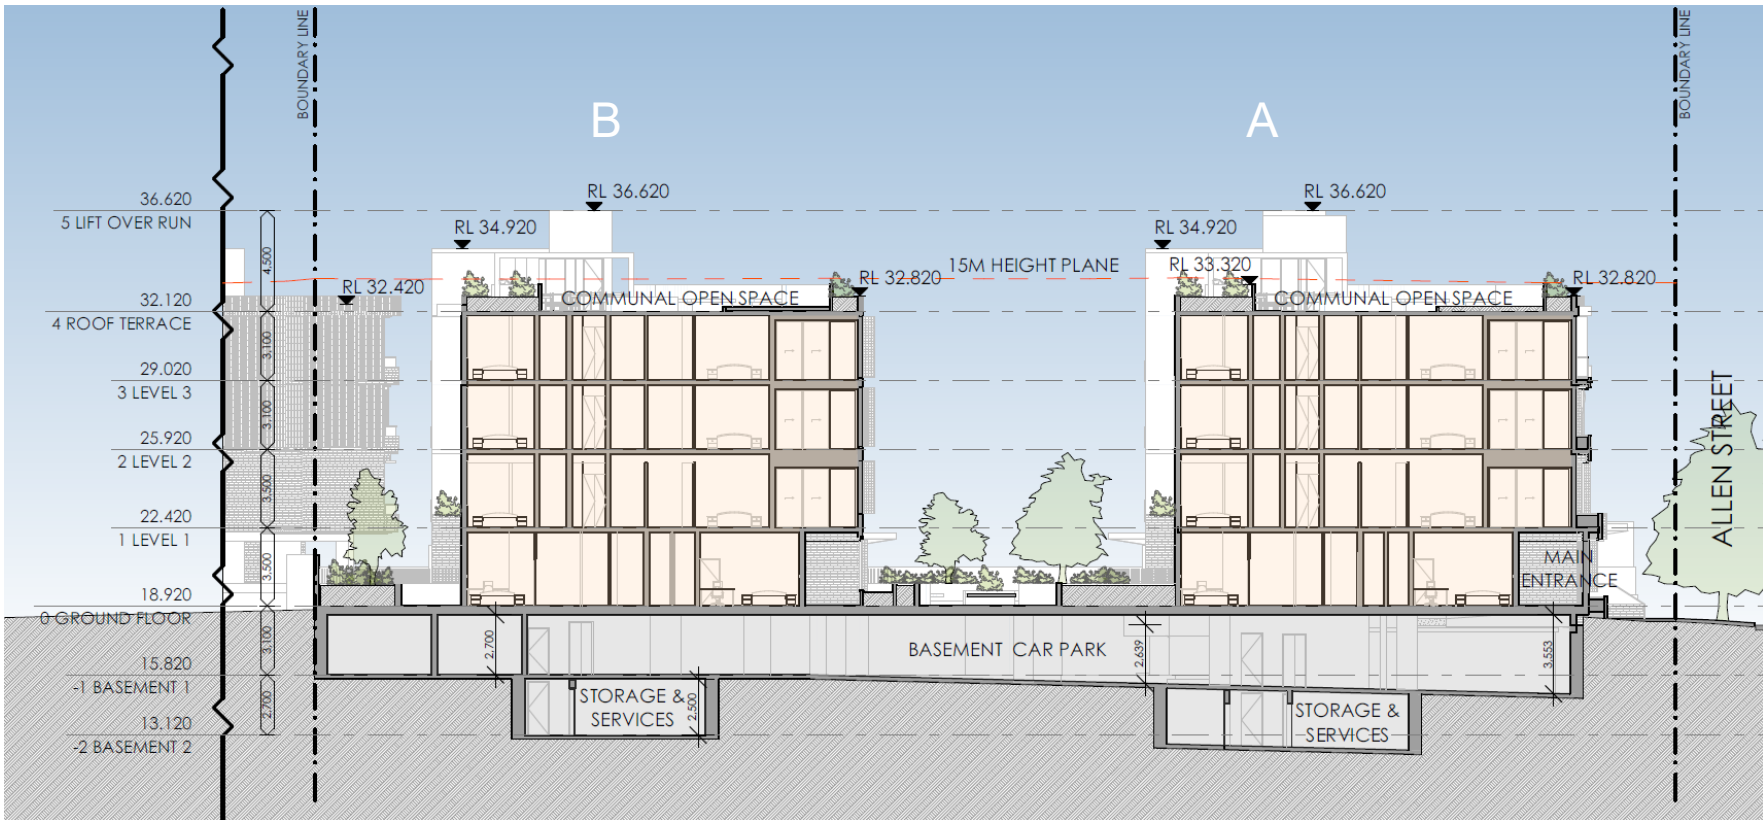 BOUNDARY LINE
BOUNDARY LINE
B
A
36.620
5 LIFT OVER RUN
RL 36.620
RL 36.620
RL 34.920
RL 34.920
4.500
15M HEIGHT PLANE
RL 33.320
RL 32.420
RL 32.820
RL 32.820
COMMUNAL OPEN SPACE
COMMUNAL OPEN SPACE
32.120
4 ROOF TERRACE
3.100
29.020
3 LEVEL 3
3.100
25.920
2 LEVEL 2
3.500
22.420
1 LEVEL 1
3.500
ALLEN STREET
MAIN
ENTRANCE
18.920
0 GROUND FLOOR
3.100
2.700
BASEMENT CAR PARK
2.639
3.553
15.820
-1 BASEMENT 1
2.700
STORAGE &
SERVICES
2.500
STORAGE &
SERVICES
13.120
-2 BASEMENT 2